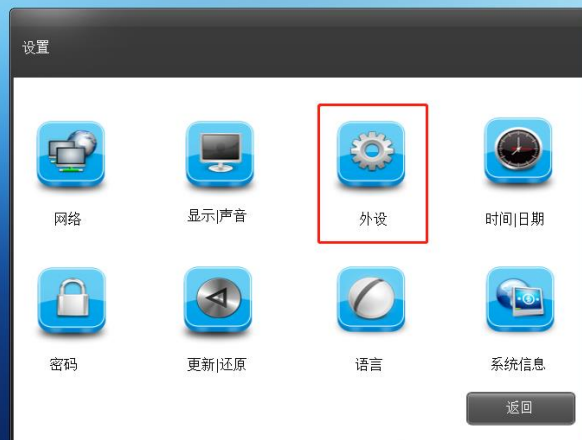 设置
网络
显示|声音
外设
时间|日期
密码
更新|还原
语言
系统信息
返回